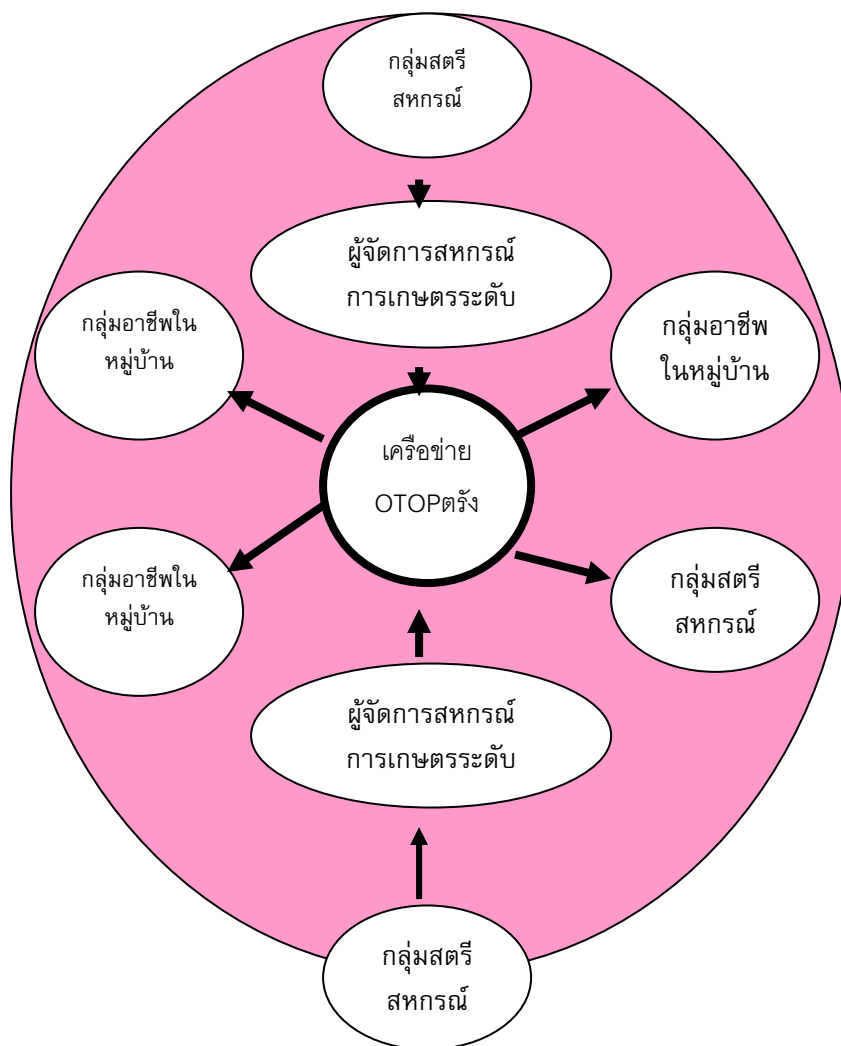 กลุ่มสตรี
สหกรณ์
ผู้จัดการสหกรณ์
การเกษตรระดับ
กลุ่มอาชีพใน
หมู่บ้าน
กลุ่มอาชีพ
ในหมู่บ้าน
เครือข่าย
OTOPตรัง
กลุ่มอาชีพใน
หมู่บ้าน
กลุ่มสตรี
สหกรณ์
ผู้จัดการสหกรณ์
การเกษตรระดับ
กลุ่มสตรี
สหกรณ์